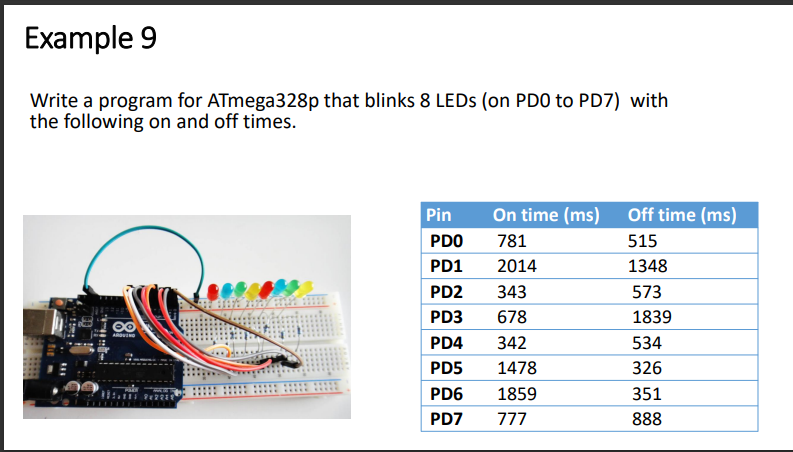 Example 9
Write a program for ATmega328p that blinks 8 LEDs (on PD0 to PD7) with
the following on and off times.
Pin On time (ms) Off time (ms)
PD0 781 515
PD1 2014 1348
PD2 343 573
PD3 678 1839
PD4 342 534
PD5 1478 326
PD6 1859 351
PD7 777 888
ARDUINO